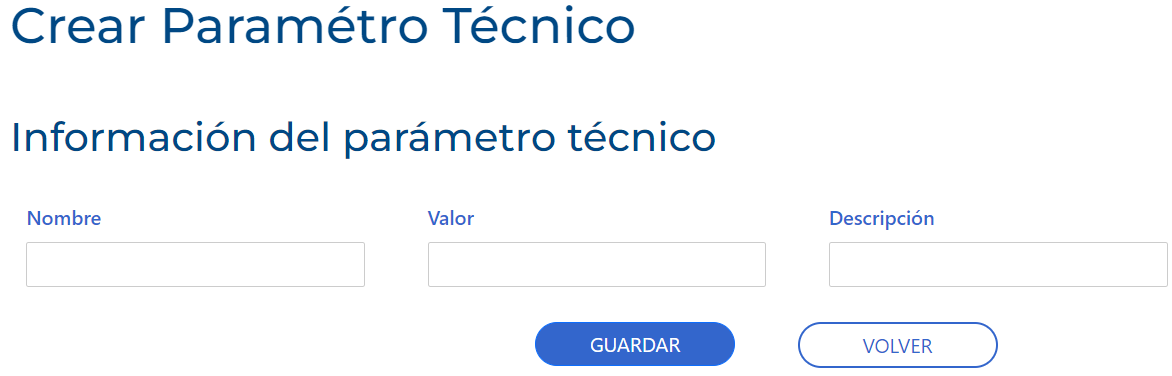 Crear Paramétro Técnico
Información del parámetro técnico
Nombre Valor Descripción
GUARDAR VOLVER